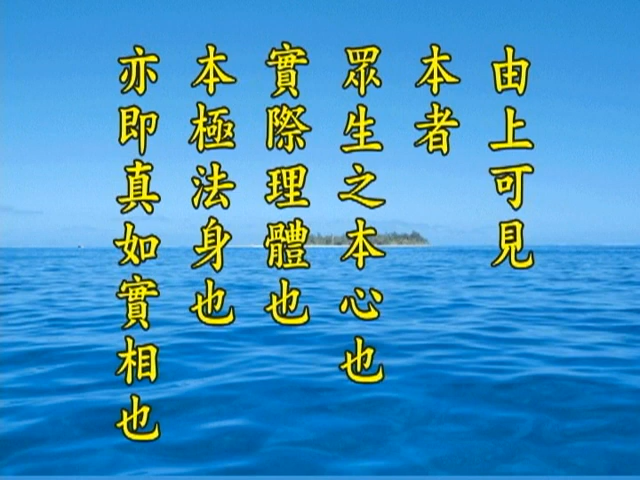 由上可見
本者
眾生之本心也
實際理體也
本極法身也
亦即真如實相也